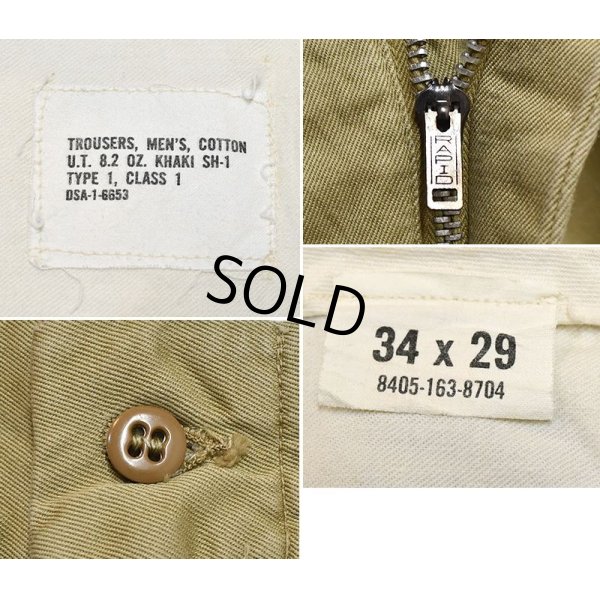 TROUSERS, MEN'S, COTTON
U.T. 8.2 OZ. KHAKI SH-1
TYPE 1, CLASS 1
DSA-1-6653
RAPID
SOLD
34 x 29
8405-163-8704